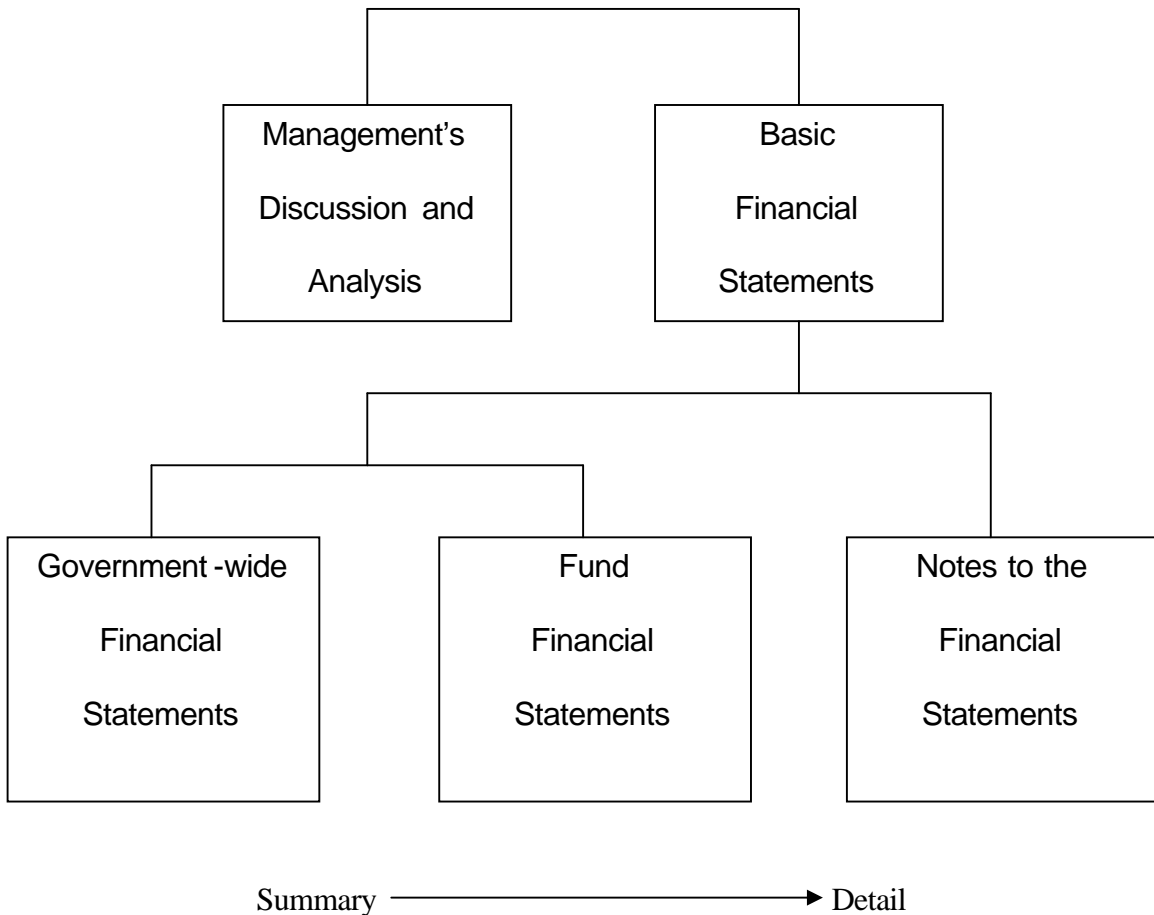 Management’s
Discussion and
Analysis
Basic
Financial
Statements
Government -wide
Financial
Statements
Fund
Financial
Statements
Notes to the
Financial
Statements
Summary
Detail